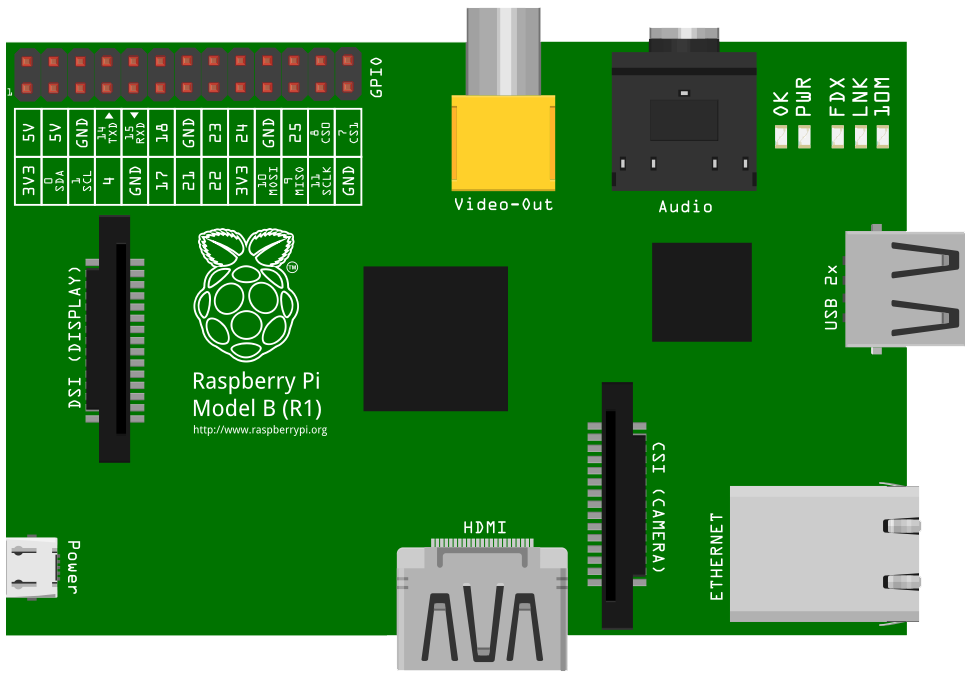 GPIO
1
5V 5V GND 14 TXD 15 RXD 18 GND 23 24 GND 25 8 CS0 7 CS1
3V3 0 SDA 1 SCL 4 GND 17 21 22 3V3 10 MOSI 9 MISO 11 SCLK GND
Video-Out
Audio
OK
PWR
FDX
LNK
10M
DSI (DISPLAY)
TM
Raspberry Pi
Model B (R1)
http://www.raspberrypi.org
USB 2x
CSI (CAMERA)
Power
HDMI
ETHERNET